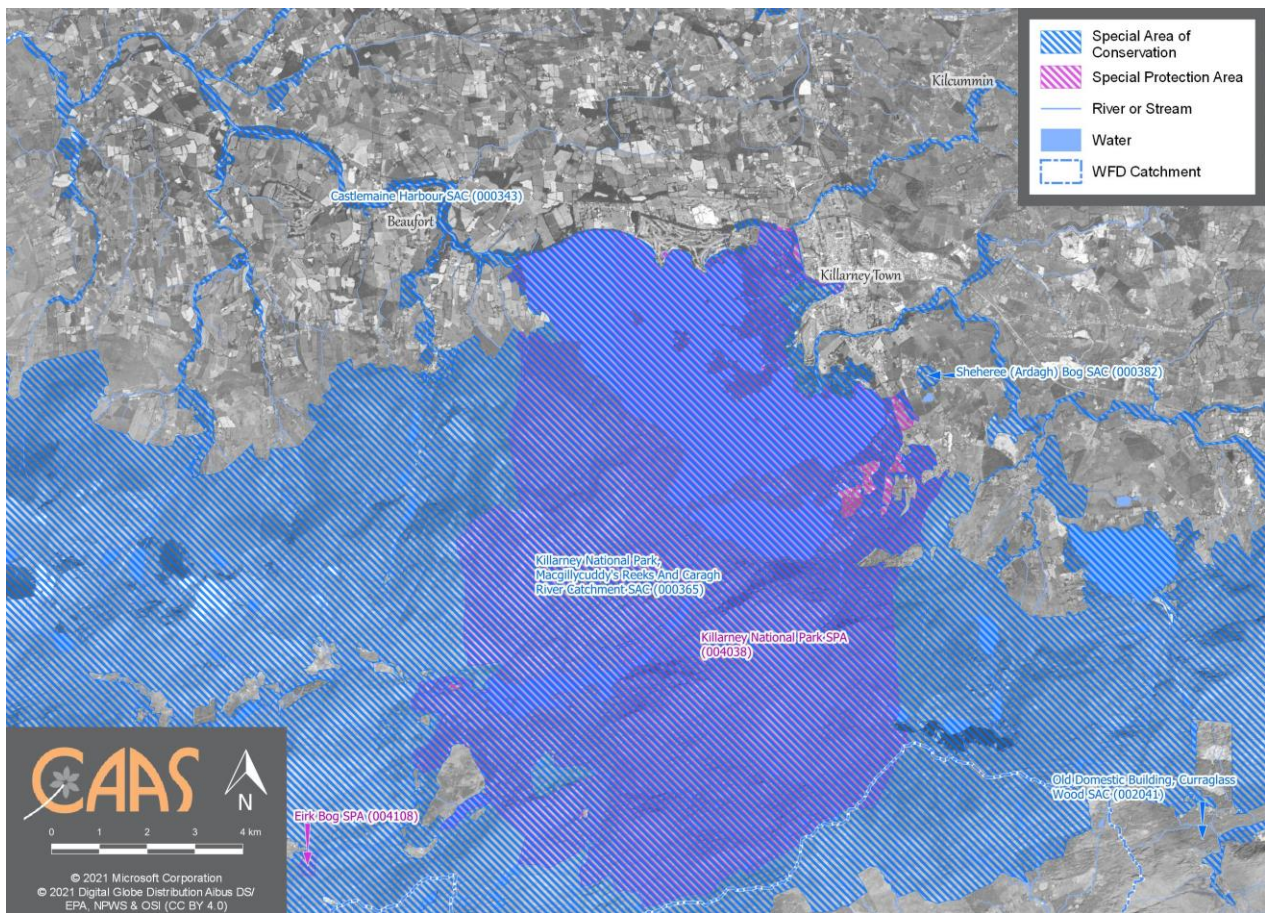 Special Area of
Conservation
Special Protection Area
River or Stream
Water
WFD Catchment
Kilcummin
Castlemaine Harbour SAC (000343)
Beaufort
Killarney Town
Sheheree (Ardagh) Bog SAC (000382)
Killarney National Park,
Macgillycuddy's Reeks And Caragh
River Catchment SAC (000365)
Killarney National Park SPA
(004038)
Old Domestic Building, Curraglass
Wood SAC (002041)
Eirk Bog SPA (004108)
CAAS
N
0 1 2 3 4 km
© 2021 Microsoft Corporation
© 2021 Digital Globe Distribution Aibus DS/
EPA, NPWS & OSI (CC BY 4.0)